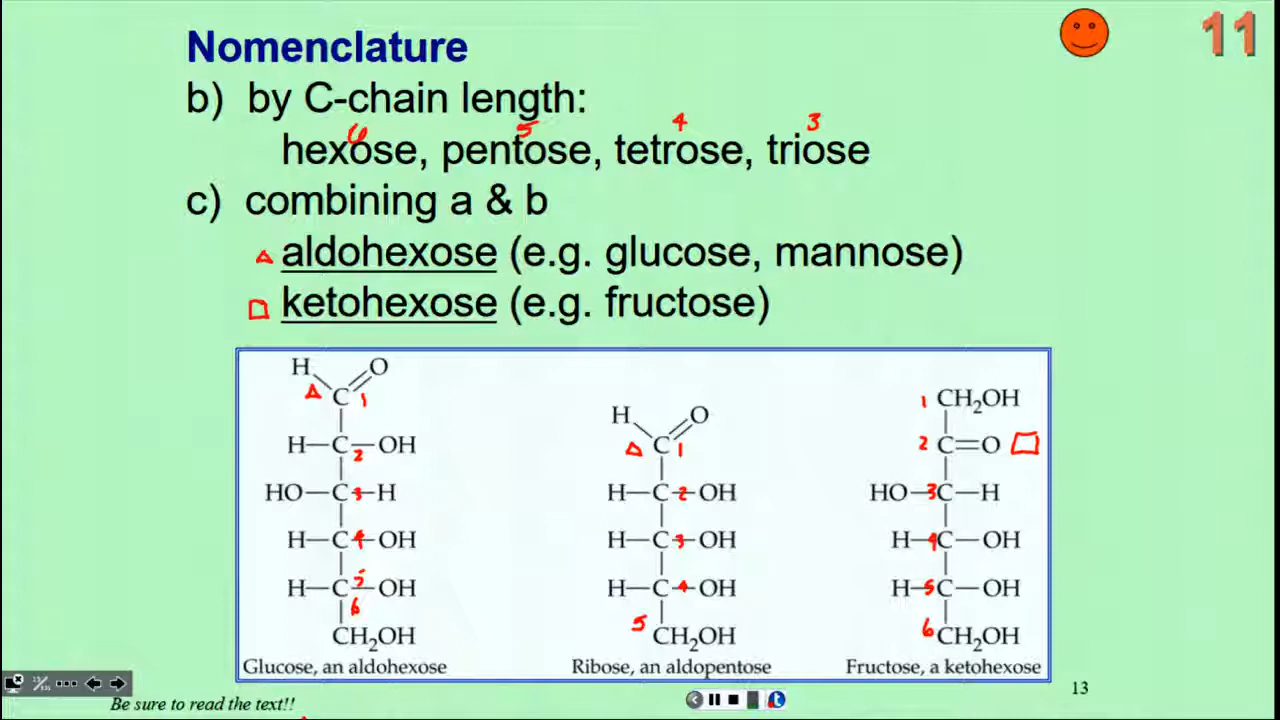 11
Nomenclature
b) by C-chain length:
6 5 4 3
hexose, pentose, tetrose, triose
c) combining a & b
aldohexose (e.g. glucose, mannose)
ketohexose (e.g. fructose)
H O
C 1
H—C—OH
2
HO—C—H
3
H—C—OH
4
H—C—OH
5
6
CH₂OH
Glucose, an aldohexose
H O
C 1
H—C—OH
2
H—C—OH
3
H—C—OH
4
5
CH₂OH
Ribose, an aldopentose
1 CH₂OH
2 C=O
HO—C—H
3
H—C—OH
4
H—C—OH
5
6 CH₂OH
Fructose, a ketohexose
13
Be sure to read the text!!